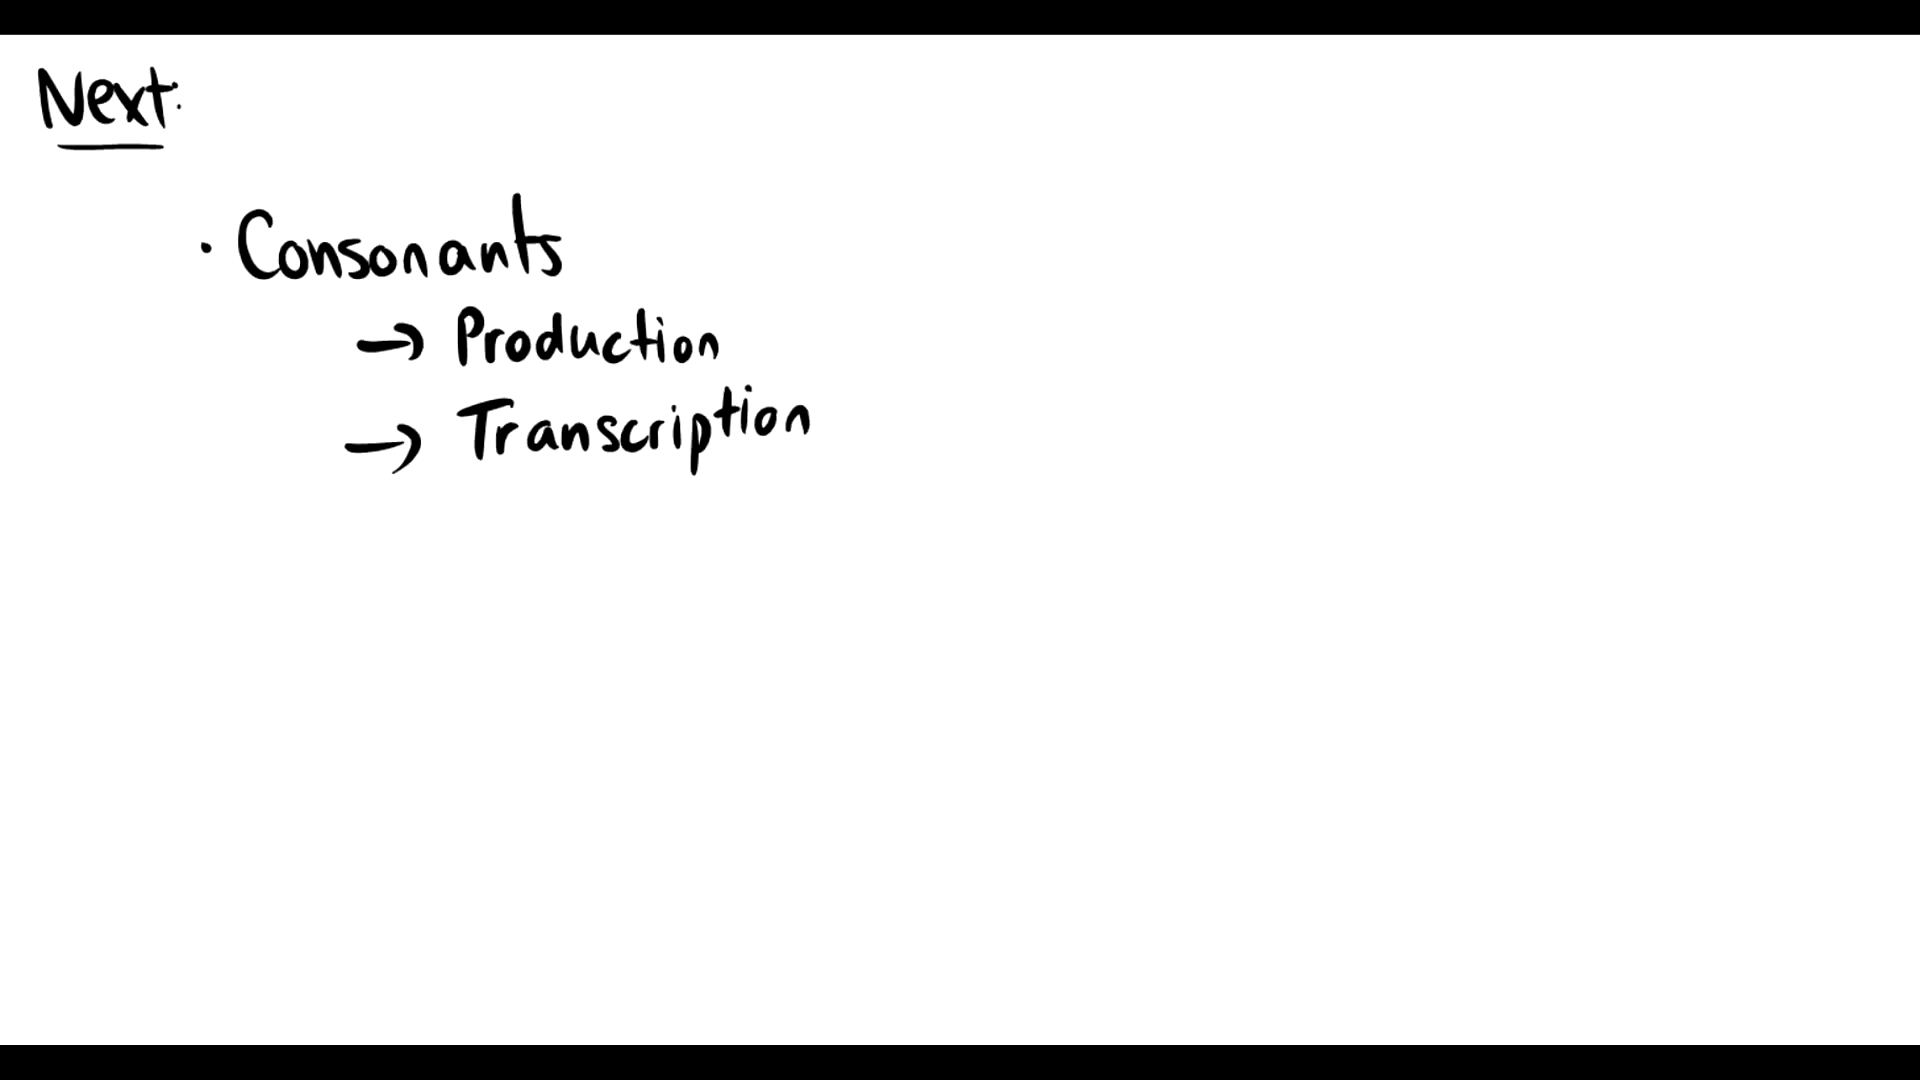 Next:
· Consonants
→ Production
→ Transcription